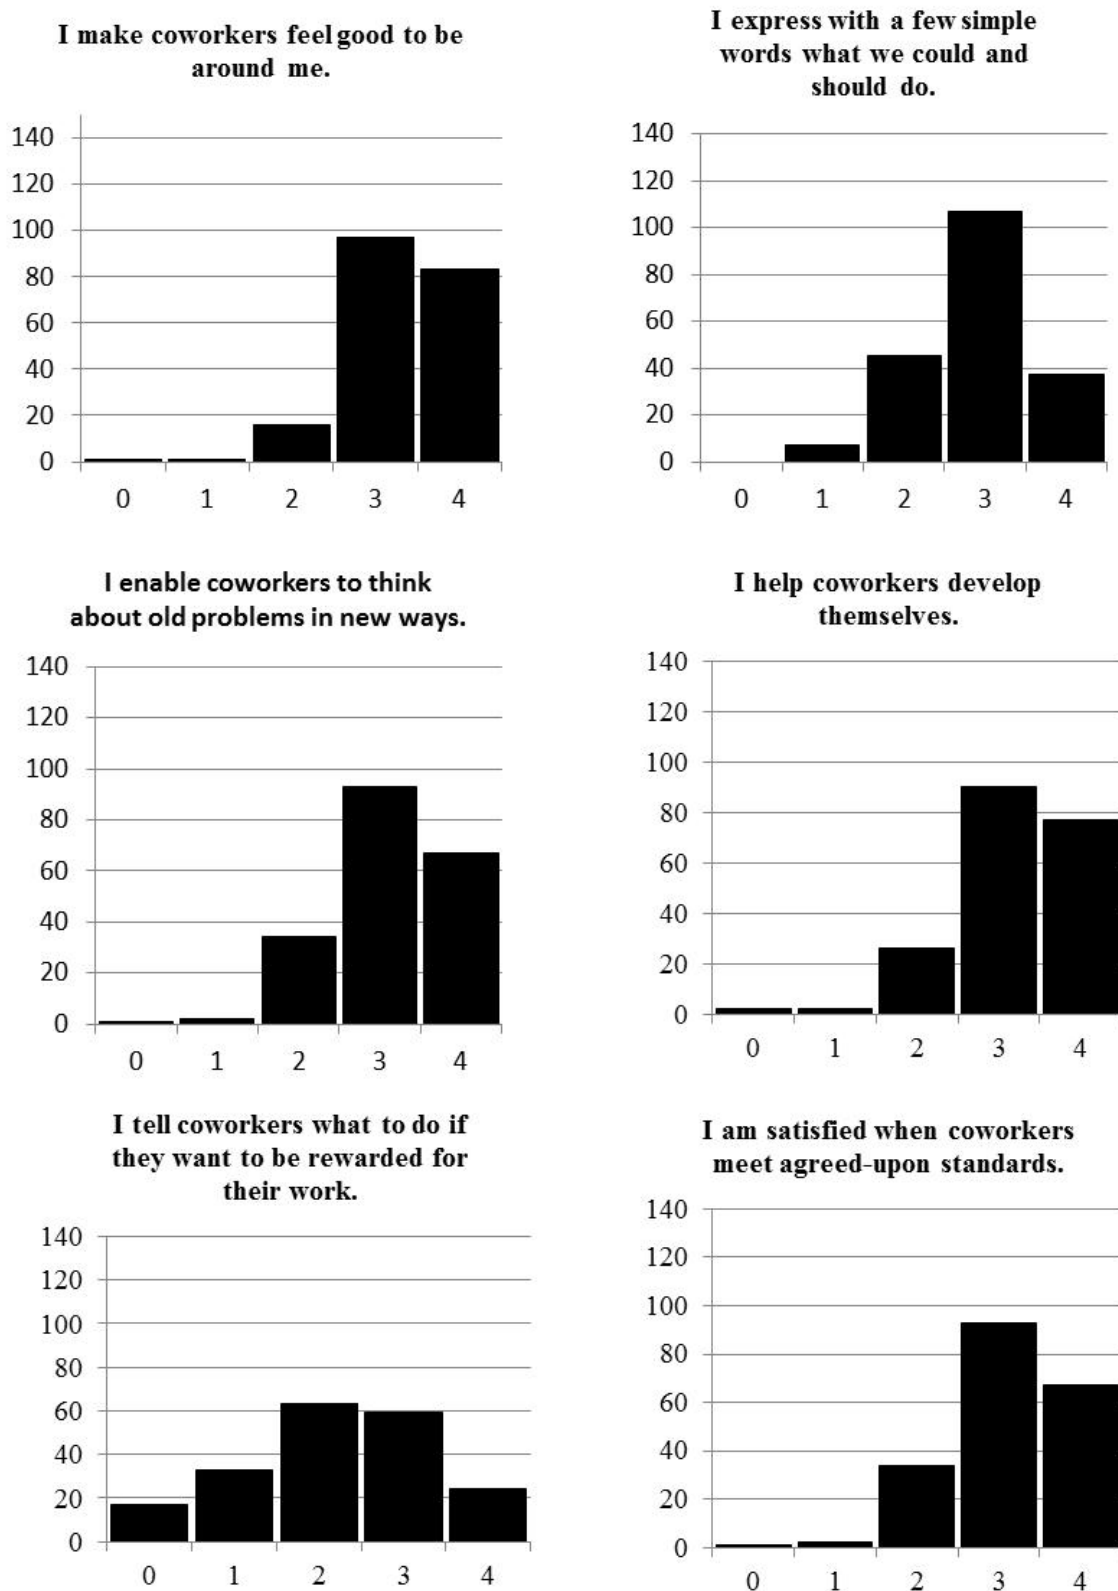 I make coworkers feel good to be
around me.
140
120
100
80
60
40
20
0
0 1 2 3 4
I express with a few simple
words what we could and
should do.
140
120
100
80
60
40
20
0
0 1 2 3 4
I enable coworkers to think
about old problems in new ways.
140
120
100
80
60
40
20
0
0 1 2 3 4
I help coworkers develop
themselves.
140
120
100
80
60
40
20
0
0 1 2 3 4
I tell coworkers what to do if
they want to be rewarded for
their work.
140
120
100
80
60
40
20
0
0 1 2 3 4
I am satisfied when coworkers
meet agreed-upon standards.
140
120
100
80
60
40
20
0
0 1 2 3 4